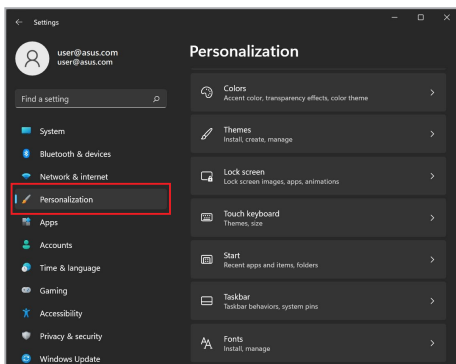 Settings
user@asus.com
user@asus.com
Find a setting
System
Bluetooth & devices
Network & internet
Personalization
Apps
Accounts
Time & language
Gaming
Accessibility
Privacy & security
Windows Update
Personalization
Colors
Accent color, transparency effects, color theme
Themes
Install, create, manage
Lock screen
Lock screen images, apps, animations
Touch keyboard
Themes, size
Start
Recent apps and items, folders
Taskbar
Taskbar behaviors, system pins
Fonts
Install, manage